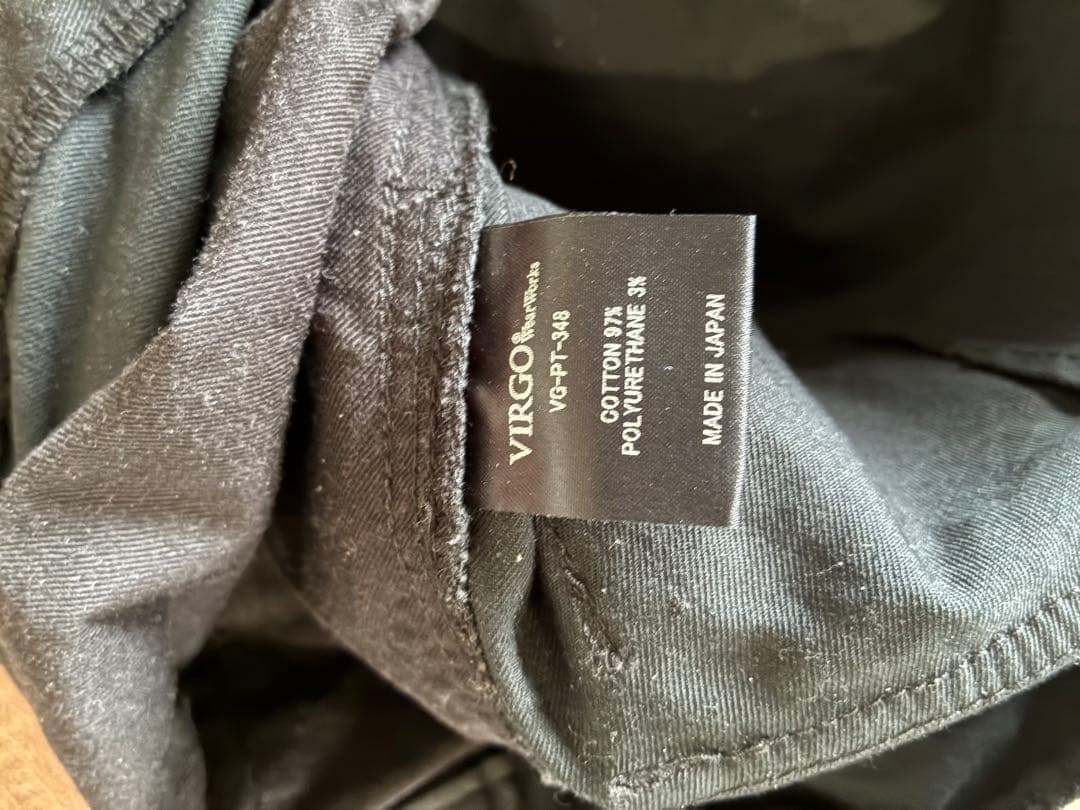 VIRGO WearWorks
VG-PT-348
COTTON 97%
POLYURETHANE 3%
MADE IN JAPAN